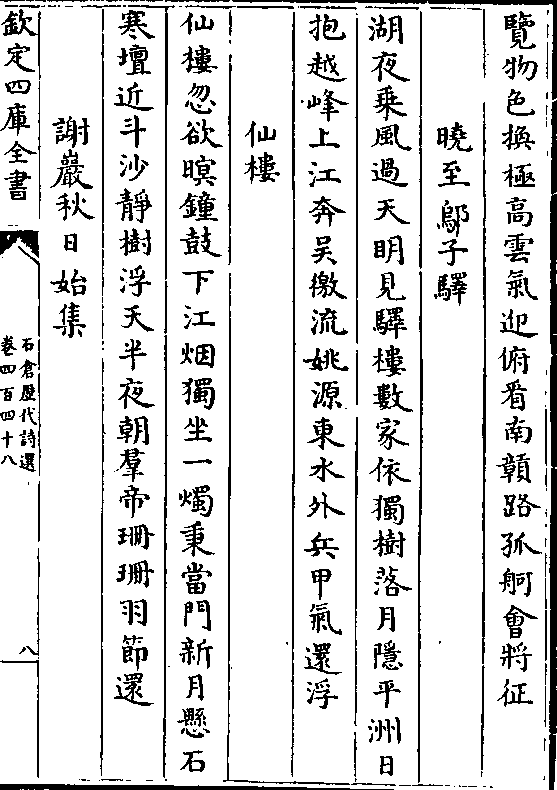 覽物色換極高雲氣迎俯看南贛路孤舸會將征
曉至鄔子驛
湖夜乗風過天明見驛樓數家依獨樹落月隱平洲日
抱越峰上江奔吳徼流姚源東水外兵甲氣還浮
仙樓
仙樓忽欲暝鐘鼓下江烟獨坐一燭秉當門新月懸石
寒壇近斗沙靜樹浮天半夜朝羣帝珊珊羽節還
謝巖秋日始集
欽定四庫全書
石倉歴代詩選
卷四百四十八
八